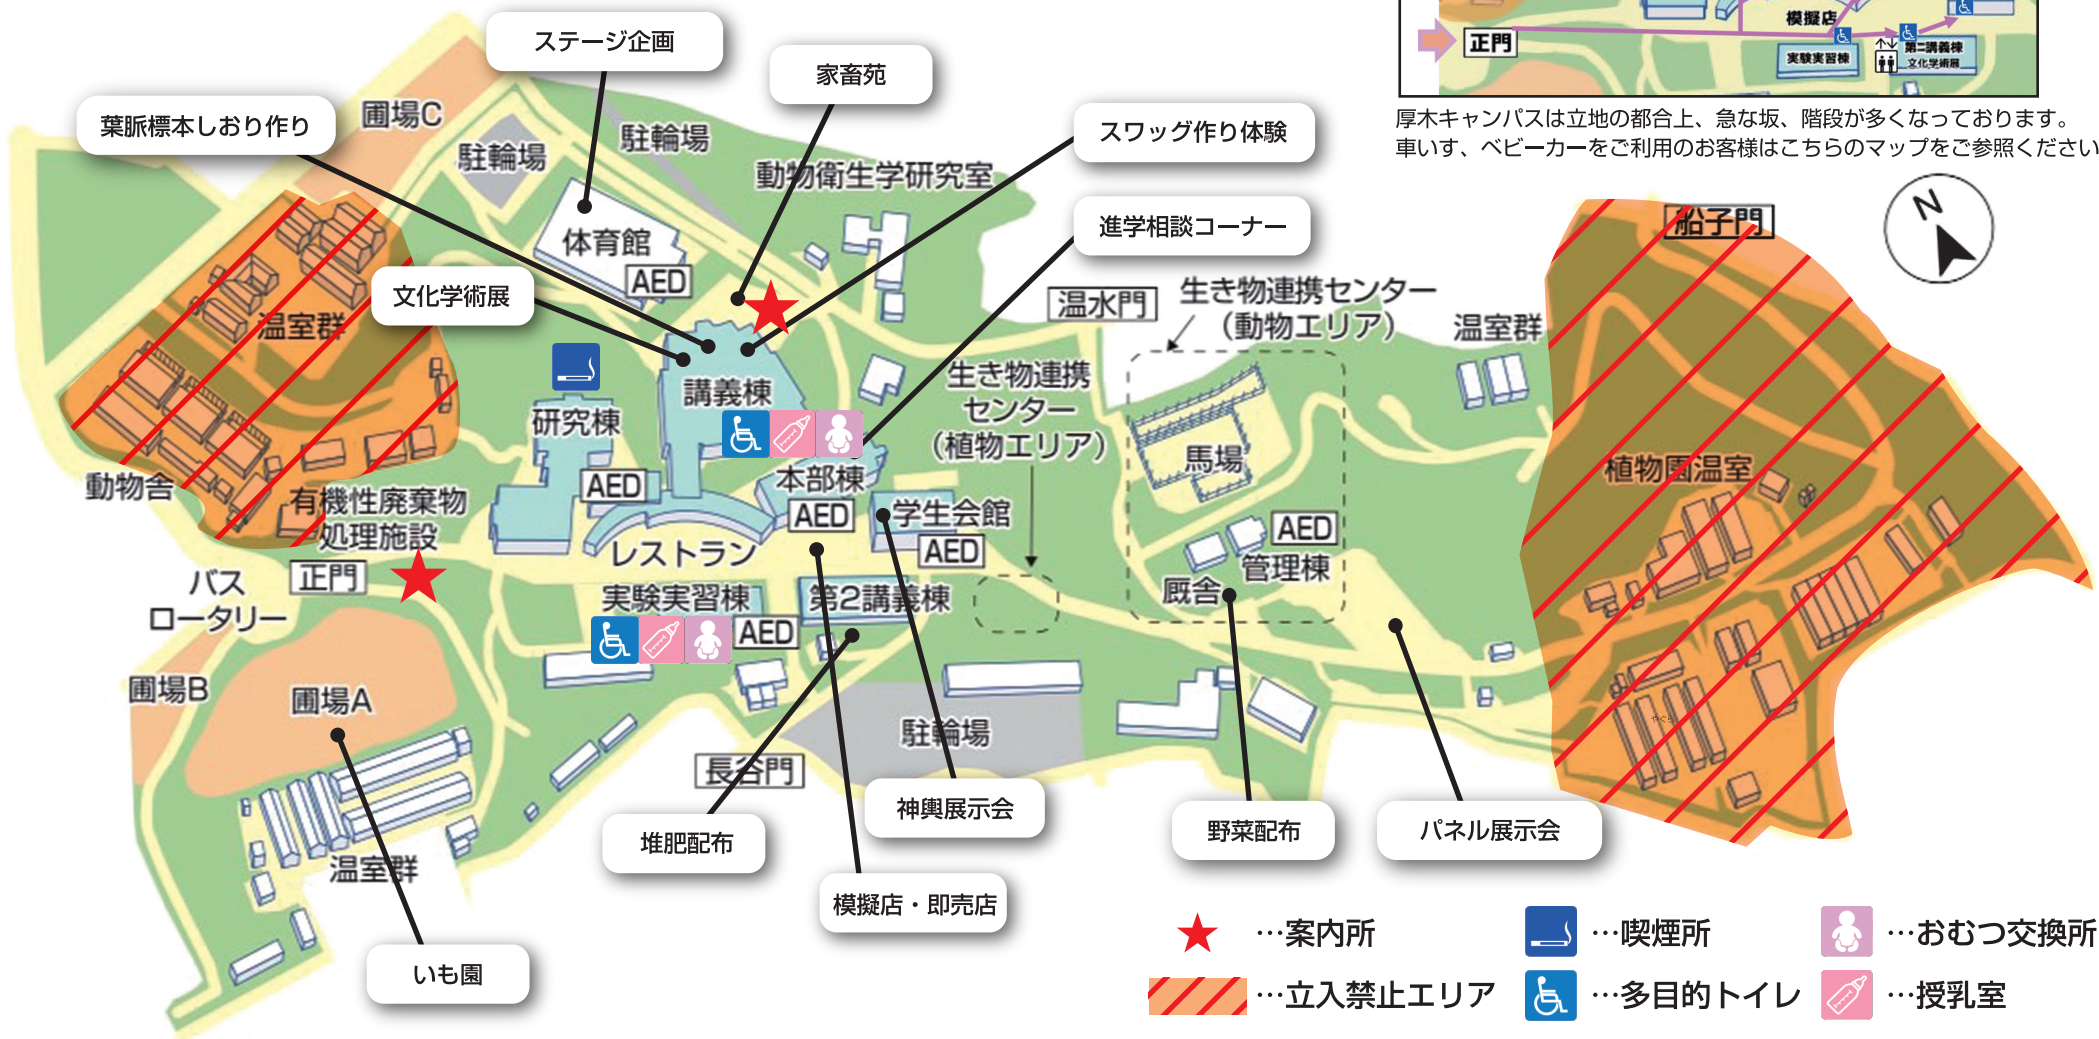 模擬店
正門
実験実習棟
第二講義棟
文化学術展
厚木キャンパスは立地の都合上、急な坂、階段が多くなっております。
車いす、ベビーカーをご利用のお客様はこちらのマップをご参照ください
N
ステージ企画
家畜苑
葉脈標本しおり作り
圃場C
駐輪場
駐輪場
スワッグ作り体験
動物衛生学研究室
進学相談コーナー
船子門
体育館
AED
文化学術展
温室群
温水門
生き物連携センター
（動物エリア）
温室群
講義棟
研究棟
生き物連携
センター
（植物エリア）
馬場
植物園温室
動物舎
有機性廃棄物
処理施設
AED
本部棟
AED
学生会館
AED
AED
レストラン
管理棟
厩舎
正門
バス
ロータリー
実験実習棟
AED
第2講義棟
圃場B
圃場A
駐輪場
長谷門
やぐら
神輿展示会
堆肥配布
野菜配布
パネル展示会
温室群
模擬店・即売店
いも園
…案内所
…喫煙所
…おむつ交換所
…立入禁止エリア
…多目的トイレ
…授乳室